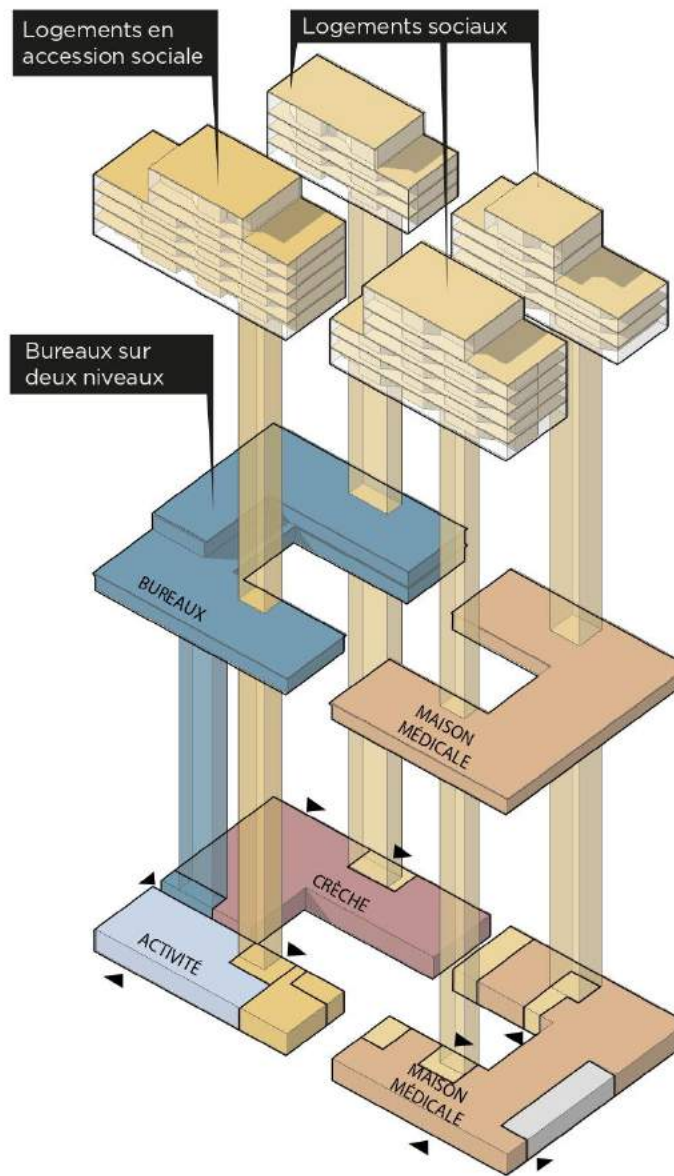 Logements en
accession sociale
Logements sociaux
Bureaux sur
deux niveaux
BUREAUX
MAISON
MÉDICALE
CRÈCHE
ACTIVITÉ
MAISON
MÉDICALE